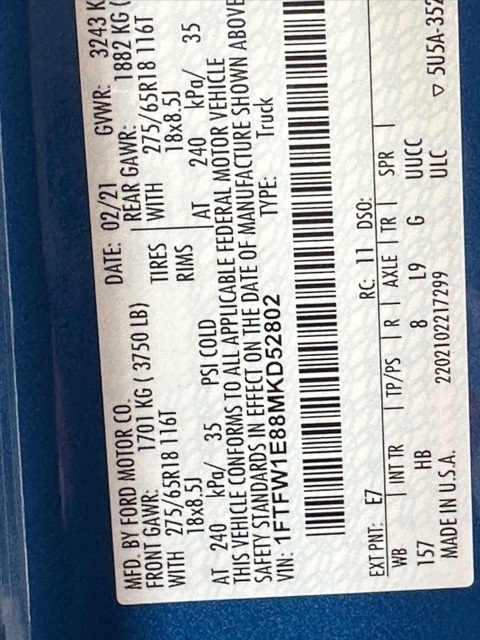 MFD. BY FORD MOTOR CO. DATE: 02/21 GVWR: 3243 K
FRONT GAWR: 1701 KG ( 3750 LB) REAR GAWR: 1882 KG (
WITH 275/65R18 116T TIRES WITH 275/65R18 116T
18x8.5J RIMS 18x8.5J
AT 240 kPa/ 35 PSI COLD AT 240 kPa/ 35
THIS VEHICLE CONFORMS TO ALL APPLICABLE FEDERAL MOTOR VEHICLE
SAFETY STANDARDS IN EFFECT ON THE DATE OF MANUFACTURE SHOWN ABOVE
VIN: 1FTFW1E88MKD52802 TYPE: Truck
EXT PNT: E7 RC: 11 DSO:
WB | INT TR | TP/PS | R | AXLE | TR | SPR |
157 HB 8 L9 G UUCC
MADE IN U.S.A. 2202102217299 ULC ▽ 5U5A-352